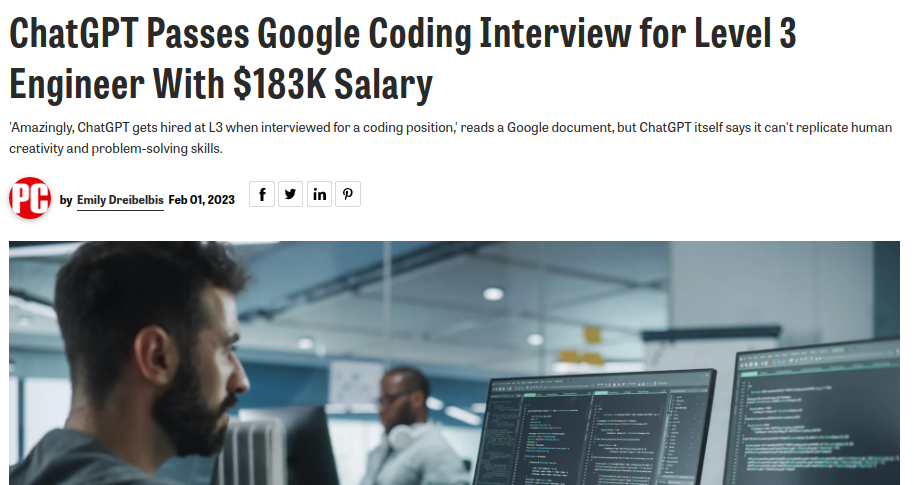 ChatGPT Passes Google Coding Interview for Level 3
Engineer With $183K Salary
'Amazingly, ChatGPT gets hired at L3 when interviewed for a coding position,' reads a Google document, but ChatGPT itself says it can't replicate human
creativity and problem-solving skills.
PC
by Emily Dreibelbis Feb 01, 2023